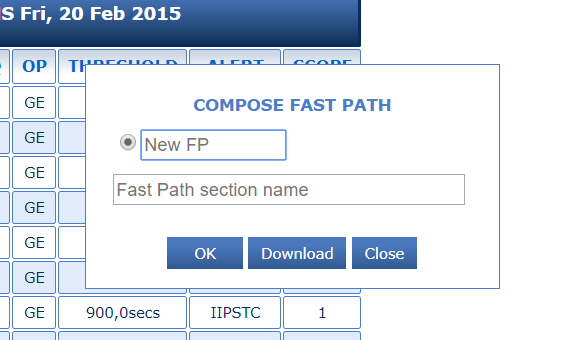 S Fri, 20 Feb 2015
OP THRESHOLD ALERT SCOPE
GE
COMPOSE FAST PATH
GE
New FP
GE
Fast Path section name
GE
GE
OK Download Close
GE
GE 900,0secs IIPSTC 1